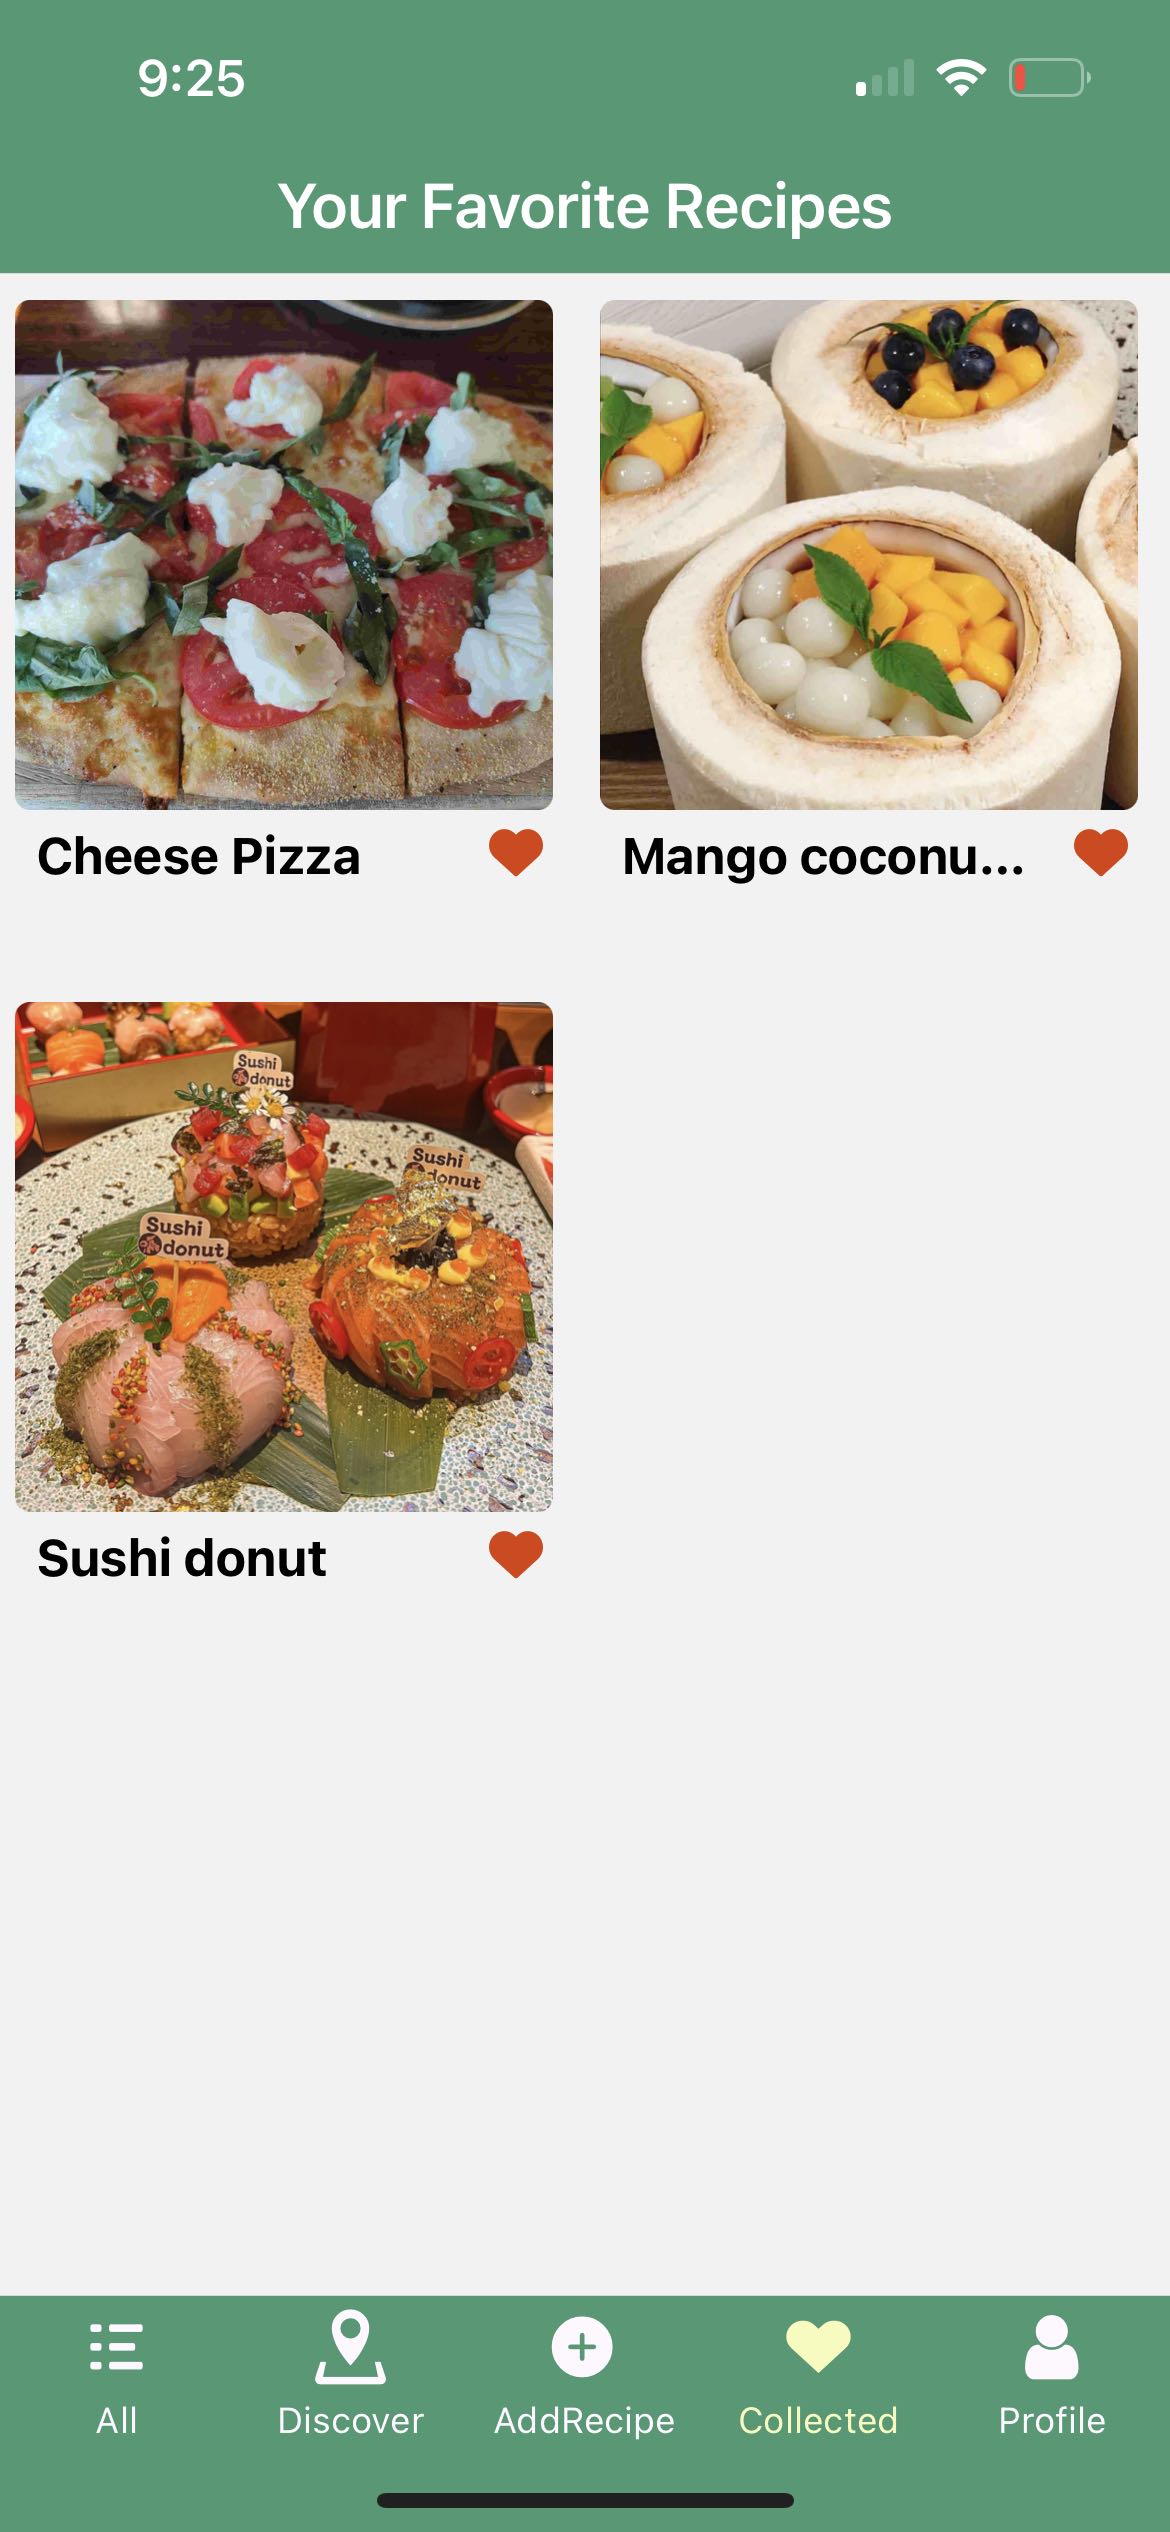 9:25
Your Favorite Recipes
Cheese Pizza
Mango coconu...
Sushi
donut
Sushi
donut
Sushi
donut
Sushi donut
All
Discover
AddRecipe
Collected
Profile